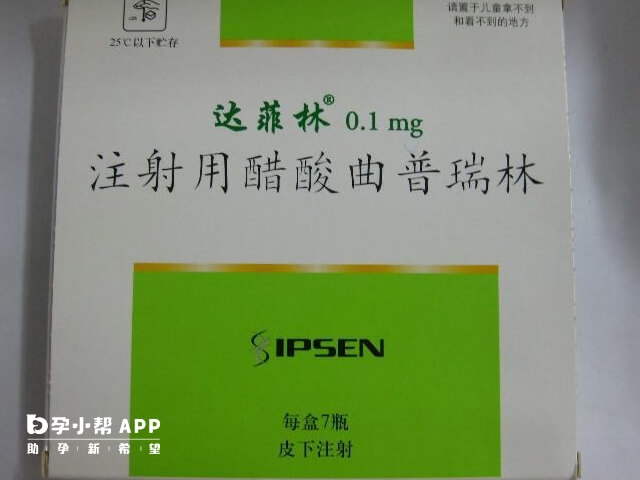 请置于儿童拿不到
和看不到的地方
25℃以下贮存
达菲林® 0.1 mg
注射用醋酸曲普瑞林
IPSEN
每盒7瓶
皮下注射
孕小帮 APP
助·孕·新·希·望